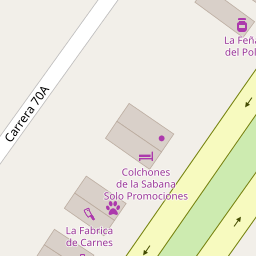 La Feña
del Pol
Carrera 70A
Colchones
de la Sabana
Solo Promociones
La Fabrica
de Carnes